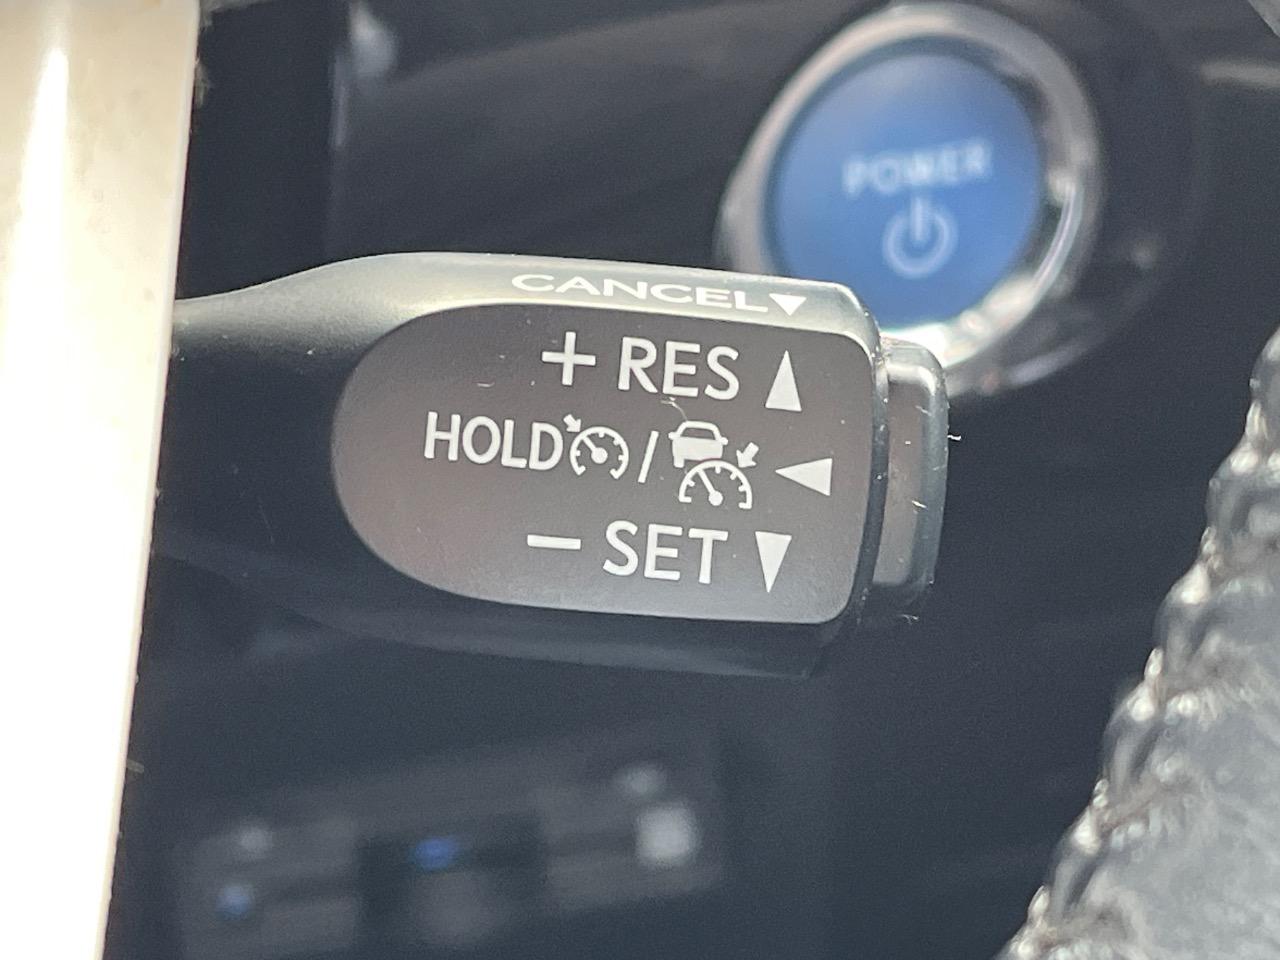 POWER
CANCEL▼
+ RES ▲
HOLD / ◀
− SET ▼